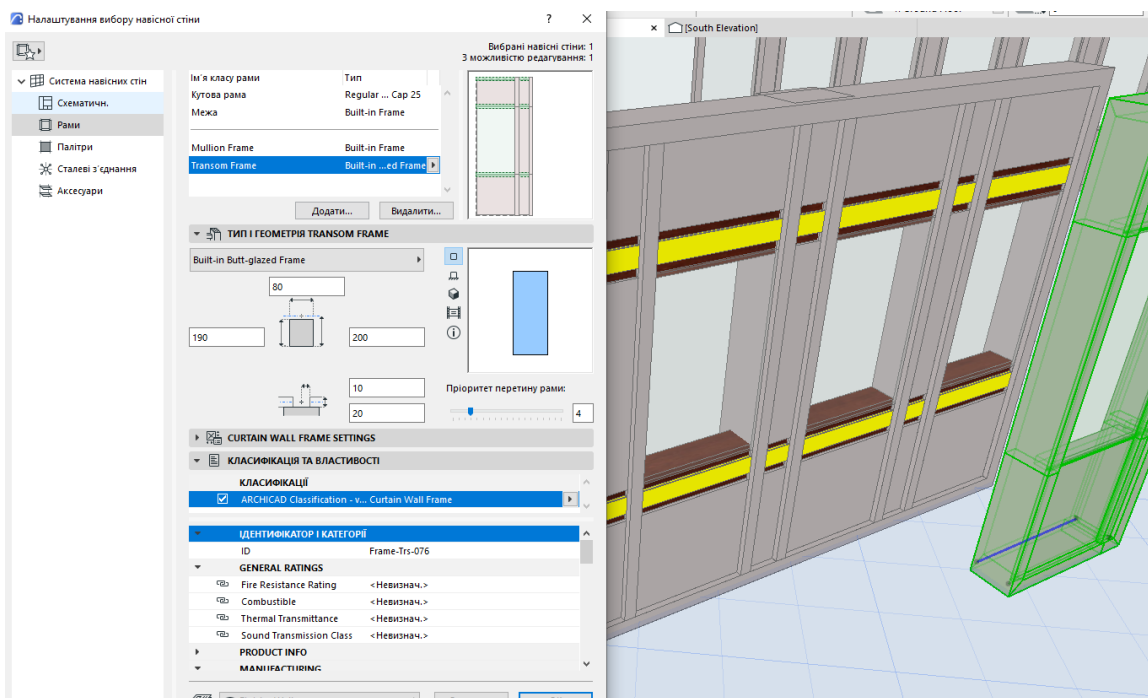 Налаштування вибору навісної стіни
?
Вибрані навісні стіни: 1
З можливістю редагування: 1
[South Elevation]
Система навісних стін
Схематичн.
Рами
Палітри
Сталеві з'єднання
Аксесуари
Ім'я класу рами Тип
Кутова рама Regular ... Cap 25
Межа Built-in Frame
Mullion Frame Built-in Frame
Transom Frame Built-in ...ed Frame
Додати... Видалити...
ТИП І ГЕОМЕТРІЯ TRANSOM FRAME
Built-in Butt-glazed Frame
80
190 200
10
20
Пріоритет перетину рами:
4
CURTAIN WALL FRAME SETTINGS
КЛАСИФІКАЦІЯ ТА ВЛАСТИВОСТІ
КЛАСИФІКАЦІЇ
ARCHICAD Classification - v... Curtain Wall Frame
ІДЕНТИФІКАТОР І КАТЕГОРІЇ
ID Frame-Trs-076
GENERAL RATINGS
Fire Resistance Rating <Невизнач.>
Combustible <Невизнач.>
Thermal Transmittance <Невизнач.>
Sound Transmission Class <Невизнач.>
PRODUCT INFO
MANUFACTURING